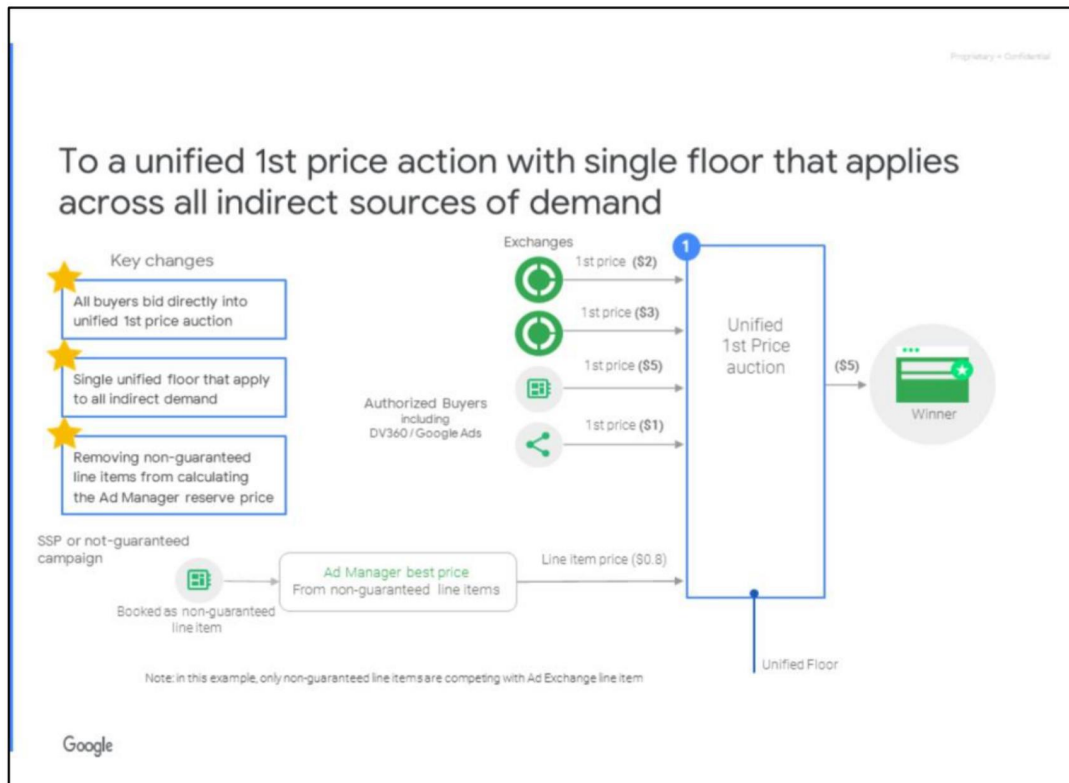 Proprietary + Confidential
To a unified 1st price action with single floor that applies
across all indirect sources of demand
Key changes
All buyers bid directly into
unified 1st price auction
Single unified floor that apply
to all indirect demand
Removing non-guaranteed
line items from calculating
the Ad Manager reserve price
Exchanges
1st price ($2)
1st price ($3)
1st price ($5)
1st price ($1)
Authorized Buyers
including
DV360 / Google Ads
1
Unified
1st Price
auction
($5)
Winner
SSP or not-guaranteed
campaign
Booked as non-guaranteed
line item
Ad Manager best price
From non-guaranteed line items
Line item price ($0.8)
Unified Floor
Note: in this example, only non-guaranteed line items are competing with Ad Exchange line item
Google